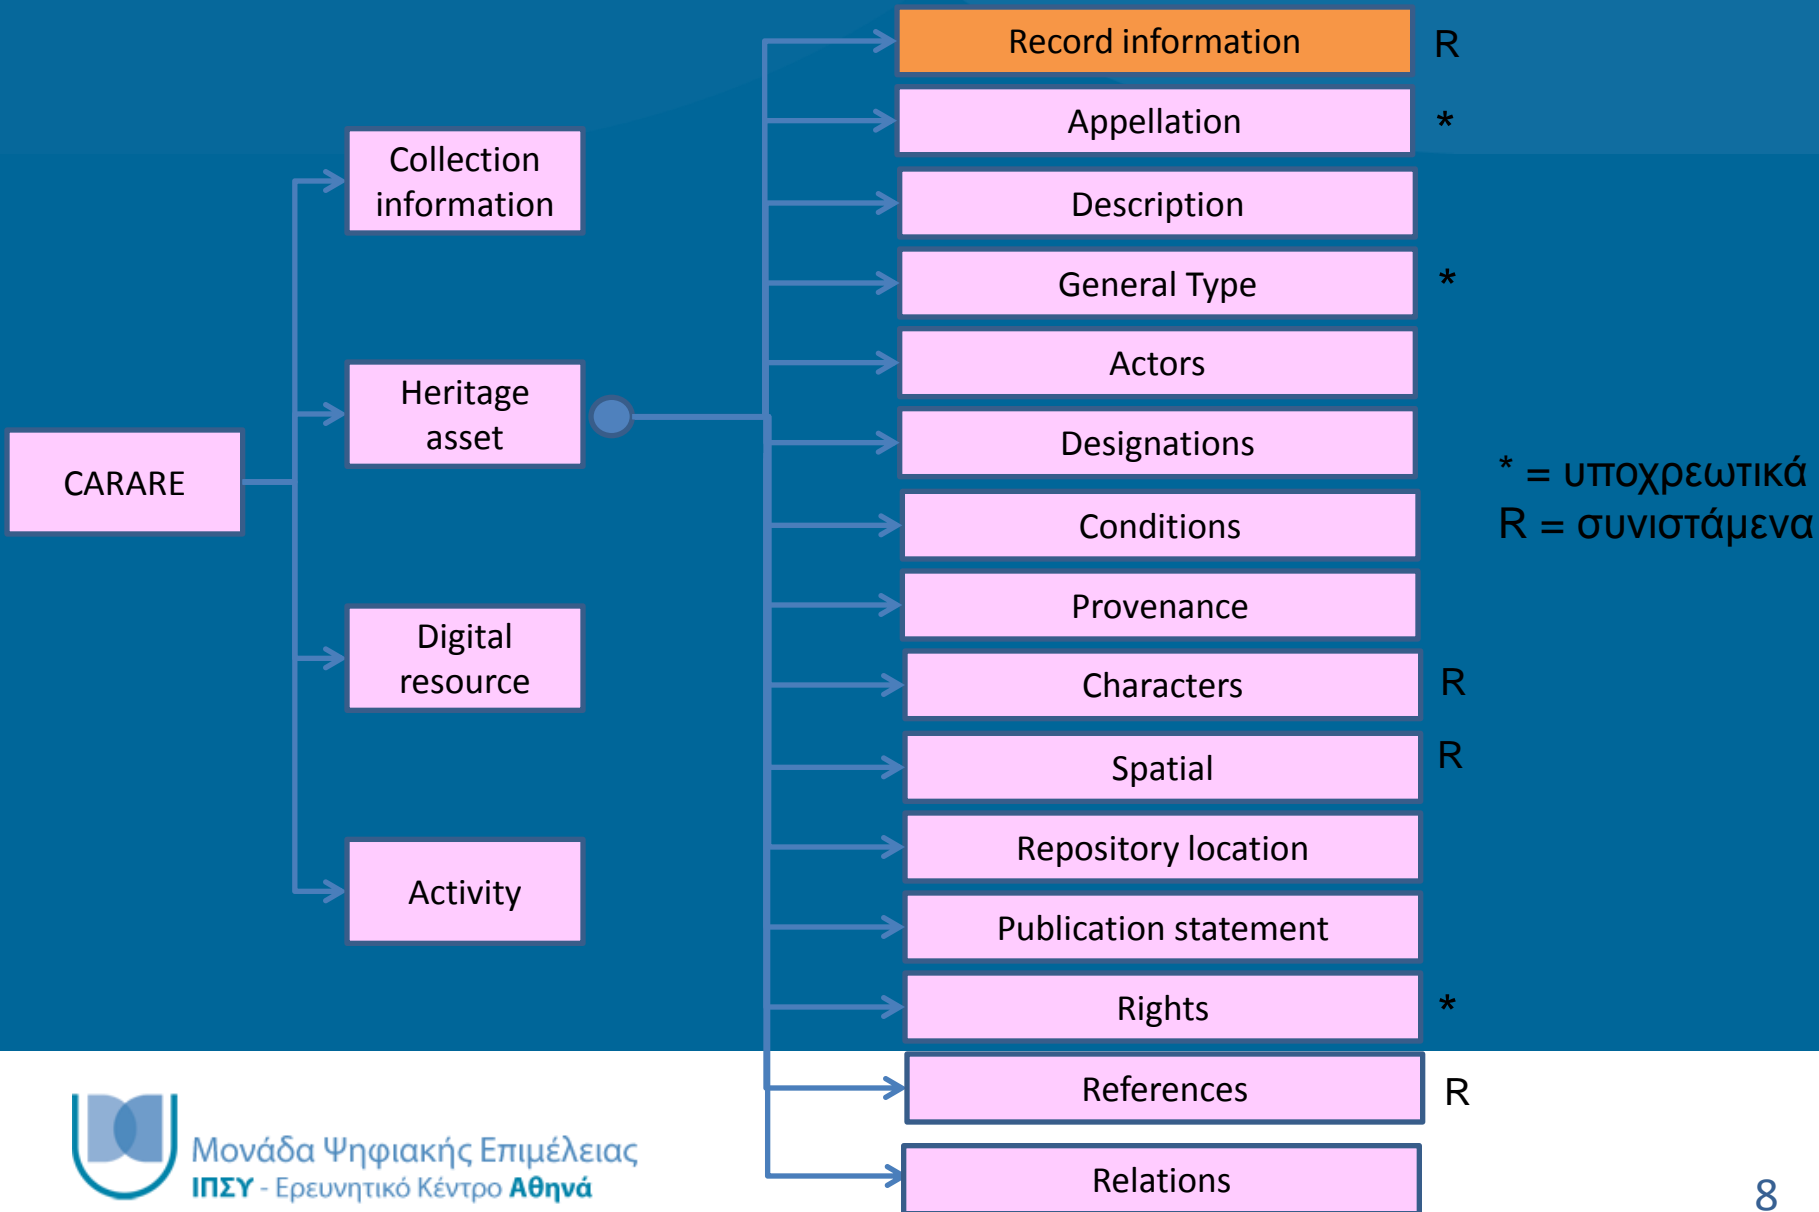 CARARE
Collection
information
Heritage
asset
Digital
resource
Activity
Record information R
Appellation *
Description
General Type *
Actors
Designations
Conditions
Provenance
Characters R
Spatial R
Repository location
Publication statement
Rights *
References R
Relations
* = υποχρεωτικά
R = συνιστάμενα
Μονάδα Ψηφιακής Επιμέλειας
ΙΠΣΥ - Ερευνητικό Κέντρο Αθηνά
8